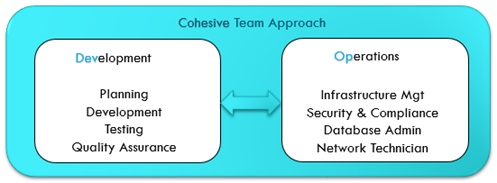 Cohesive Team Approach
Development
Planning
Development
Testing
Quality Assurance
Operations
Infrastructure Mgt
Security & Compliance
Database Admin
Network Technician